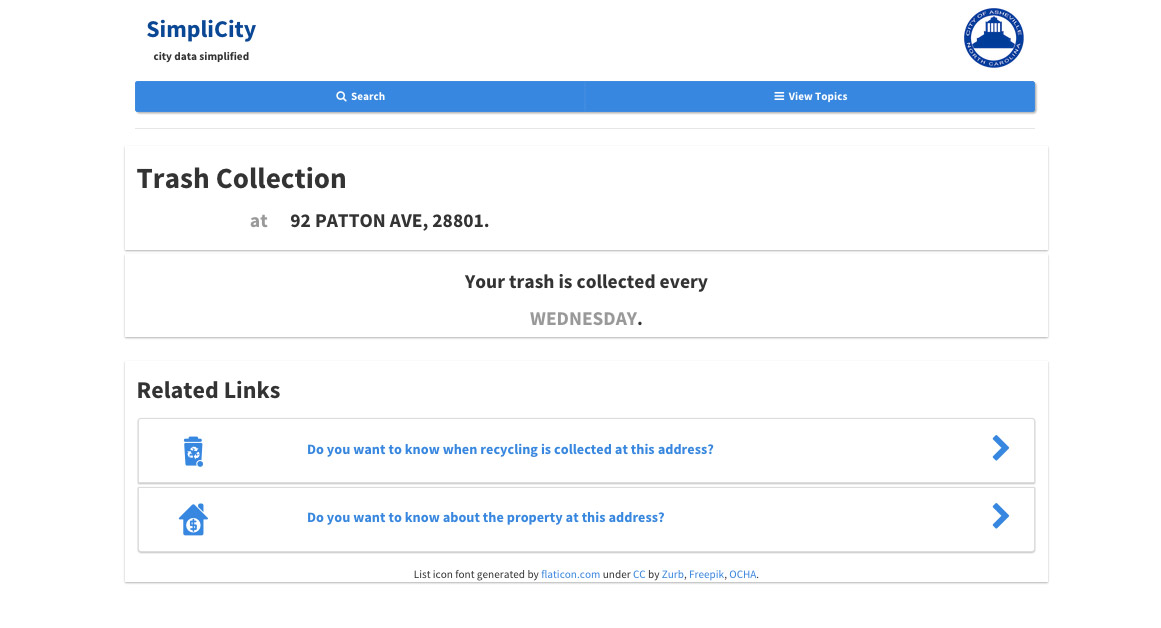 SimpliCity
city data simplified
CITY OF ASHEVILLE
NORTH CAROLINA
Search
View Topics
Trash Collection
at 92 PATTON AVE, 28801.
Your trash is collected every
WEDNESDAY.
Related Links
Do you want to know when recycling is collected at this address?
$
Do you want to know about the property at this address?
List icon font generated by flaticon.com under CC by Zurb, Freepik, OCHA.